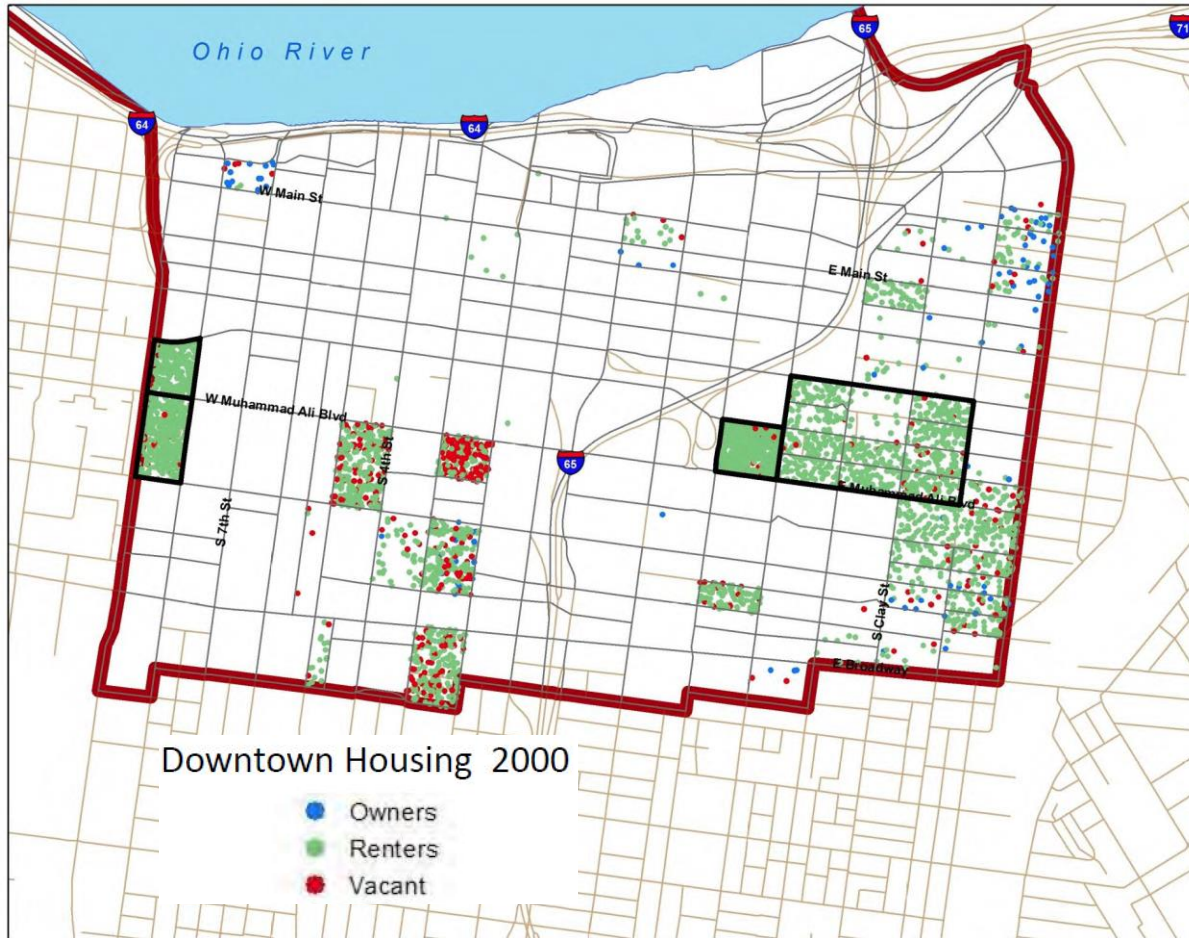 65
71
Ohio River
64
64
W Main St
E Main St
W Muhammad Ali Blvd
S 4th St
65
E Muhammad Ali Blvd
S 7th St
S Clay St
E Broadway
Downtown Housing 2000
Owners
Renters
Vacant